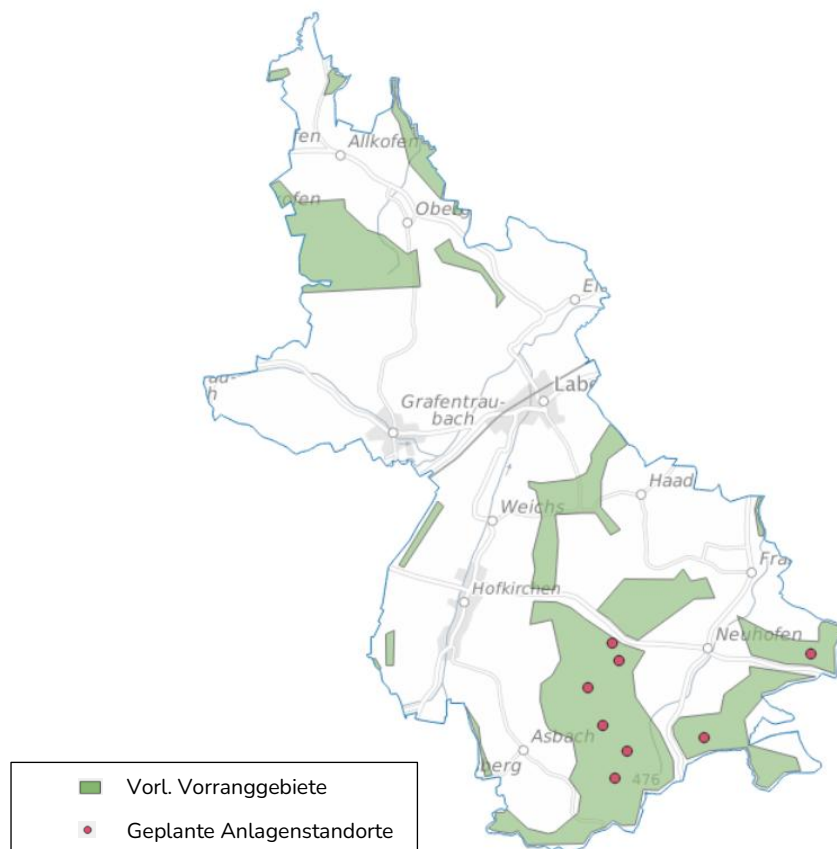 Allkofen
Grafentrau-
bach
Weichs
Haad
Hofkirchen
Neuhofen
Asbach
476
Vorl. Vorranggebiete
Geplante Anlagenstandorte